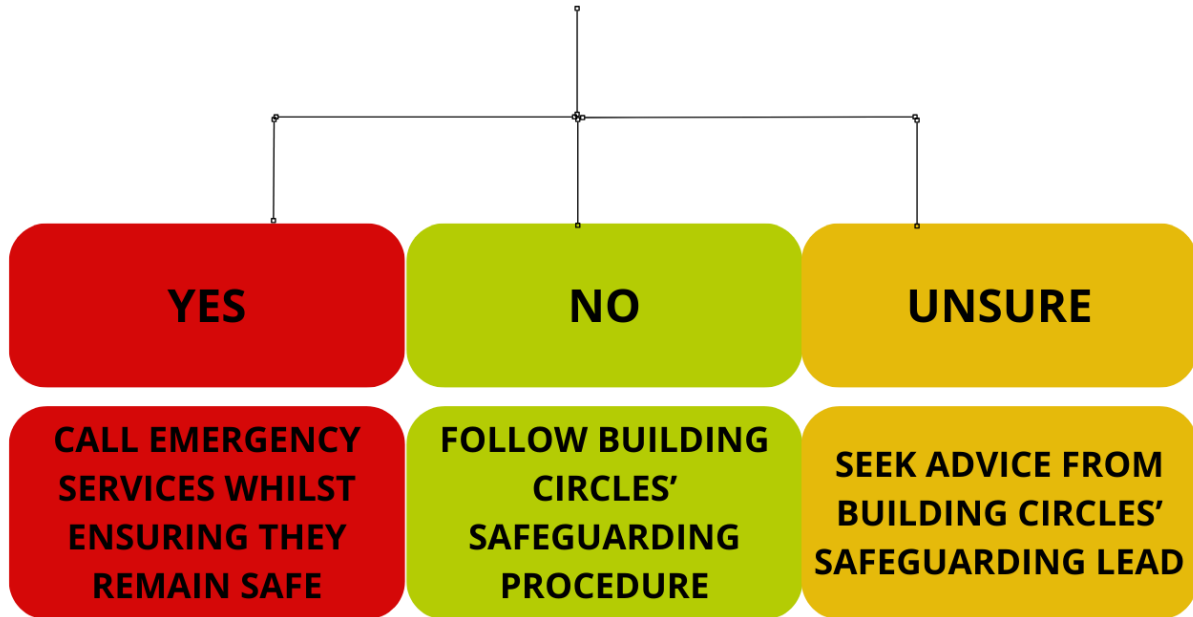 YES
NO
UNSURE
CALL EMERGENCY
SERVICES WHILST
ENSURING THEY
REMAIN SAFE
FOLLOW BUILDING
CIRCLES’
SAFEGUARDING
PROCEDURE
SEEK ADVICE FROM
BUILDING CIRCLES’
SAFEGUARDING LEAD